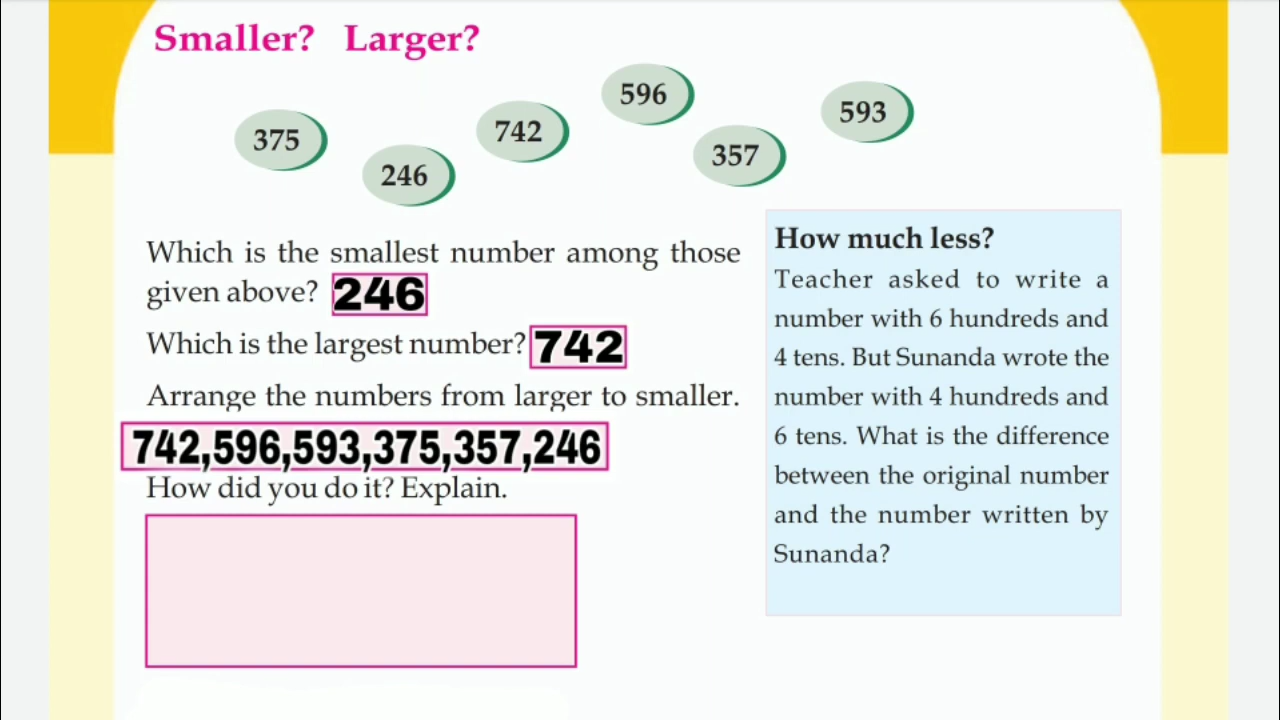 Smaller? Larger?
596
593
742
375
357
246
Which is the smallest number among those
given above? 246
Which is the largest number? 742
Arrange the numbers from larger to smaller.
742,596,593,375,357,246
How did you do it? Explain.
How much less?
Teacher asked to write a
number with 6 hundreds and
4 tens. But Sunanda wrote the
number with 4 hundreds and
6 tens. What is the difference
between the original number
and the number written by
Sunanda?